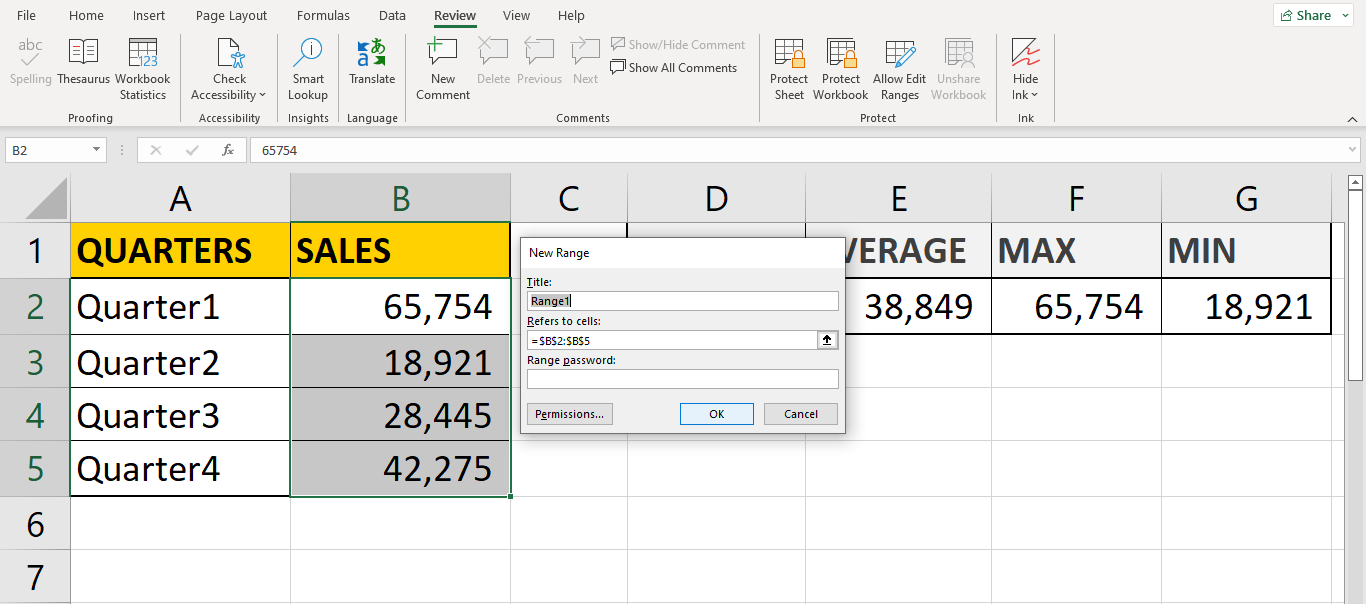 File Home Insert Page Layout Formulas Data Review View Help Share
abc 123 a あ
Show/Hide Comment
Show All Comments
Spelling Thesaurus Workbook Statistics Check Accessibility Smart Lookup Translate New Comment Delete Previous Next Protect Sheet Protect Workbook Allow Edit Ranges Unshare Workbook Hide Ink
Proofing Accessibility Insights Language Comments Protect Ink
B2 fx 65754
A B C D E F G
1 QUARTERS SALES VERAGE MAX MIN
2 Quarter1 65,754 38,849 65,754 18,921
3 Quarter2 18,921
4 Quarter3 28,445
5 Quarter4 42,275
6
7
New Range
Title:
Range1
Refers to cells:
=$B$2:$B$5
Range password:
Permissions... OK Cancel